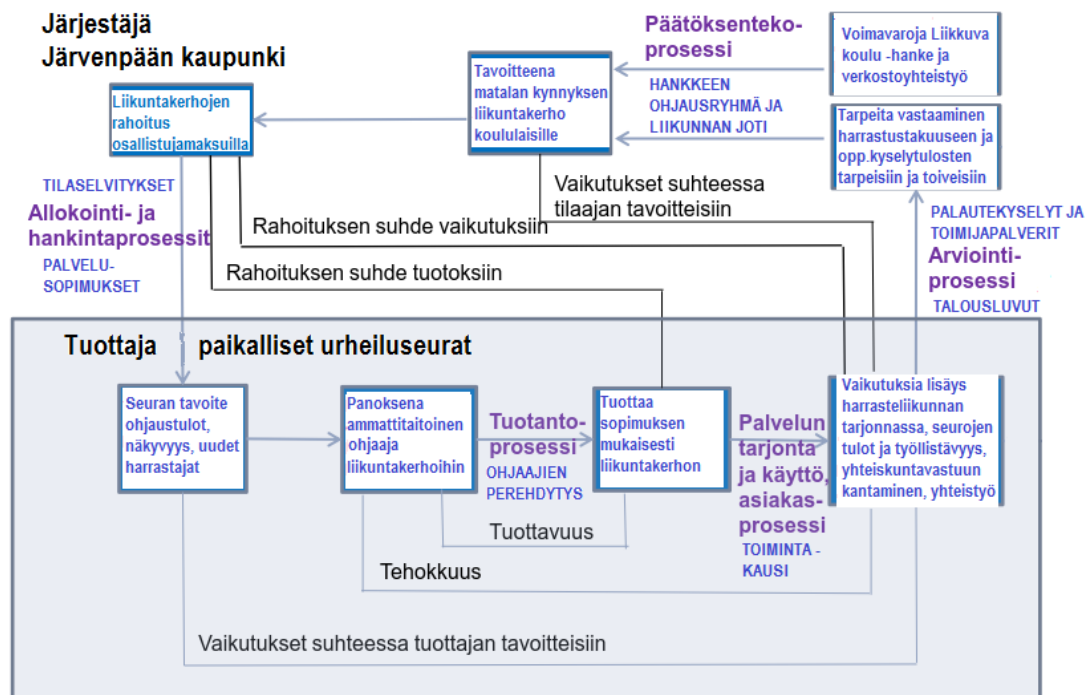 Järjestäjä
Järvenpään kaupunki
Päätöksenteko-
prosessi
HANKKEEN
OHJAUSRYHMÄ JA
LIIKUNNAN JOTI
Voimavaroja Liikkuva
koulu -hanke ja
verkostoyhteistyö
Tavoitteena
matalan kynnyksen
liikuntakerho
koululaisille
Liikuntakerhojen
rahoitus
osallistujamaksuilla
Tarpeita vastaaminen
harrastustakuuseen ja
opp.kyselytulosten
tarpeisiin ja toiveisiin
TILASELVITYKSET
Allokointi- ja
hankintaprosessit
PALVELU-
SOPIMUKSET
Vaikutukset suhteessa
tilaajan tavoitteisiin
Rahoituksen suhde vaikutuksiin
Rahoituksen suhde tuotoksiin
PALAUTEKYSELYT JA
TOIMIJAPALVERIT
Arviointi-
prosessi
TALOUSLUVUT
Tuottaja
paikalliset urheiluseurat
Seuran tavoite
ohjaustulot,
näkyvyys, uudet
harrastajat
Panoksena
ammattitaitoinen
ohjaaja
liikuntakerhoihin
Tuotanto-
prosessi
OHJAAJIEN
PEREHDYTYS
Tuottaa
sopimuksen
mukaisesti
liikuntakerhon
Palvelun
tarjonta
ja käyttö,
asiakas-
prosessi
TOIMINTA -
KAUSI
Vaikutuksia lisäys
harrasteliikunnan
tarjonnassa, seurojen
tulot ja työllistävyys,
yhteiskuntavastuun
kantaminen, yhteistyö
Tuottavuus
Tehokkuus
Vaikutukset suhteessa tuottajan tavoitteisiin